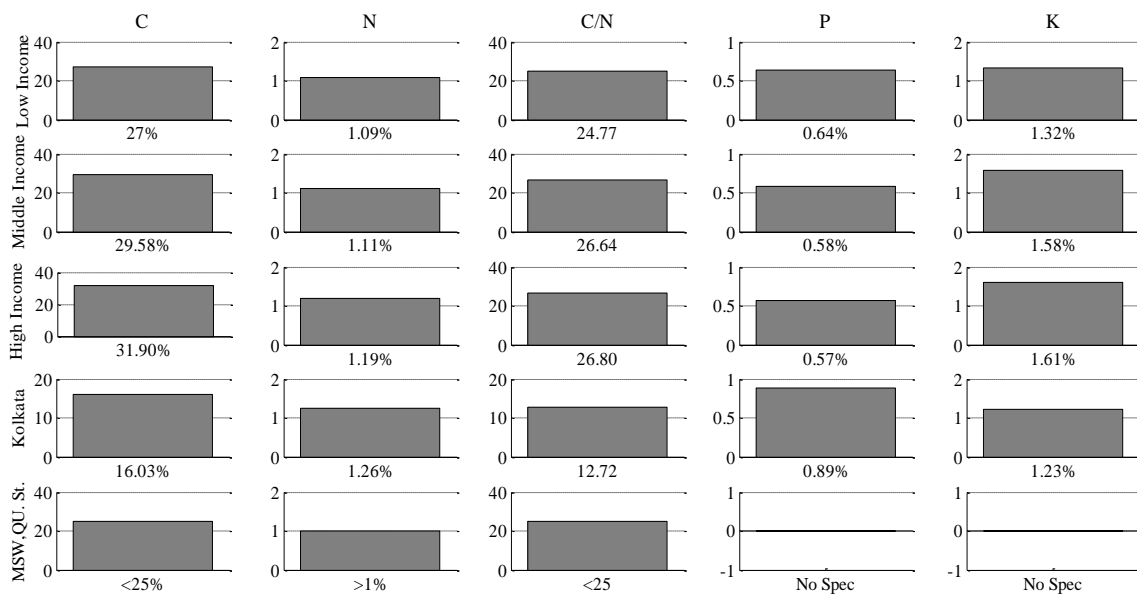 C N C/N P K
Low Income
40 2 40 1 2
20 1 20 0.5 1
0 0 0 0 0
27% 1.09% 24.77 0.64% 1.32%
Middle Income
40 2 40 1 2
20 1 20 0.5 1
0 0 0 0 0
29.58% 1.11% 26.64 0.58% 1.58%
High Income
40 2 40 1 2
20 1 20 0.5 1
0 0 0 0 0
31.90% 1.19% 26.80 0.57% 1.61%
Kolkata
20 2 20 1 2
10 1 10 0.5 1
0 0 0 0 0
16.03% 1.26% 12.72 0.89% 1.23%
MSW,QU. St.
40 2 40 1 1
20 1 20 0 0
0 0 0 -1 -1
<25% >1% <25 No Spec No Spec